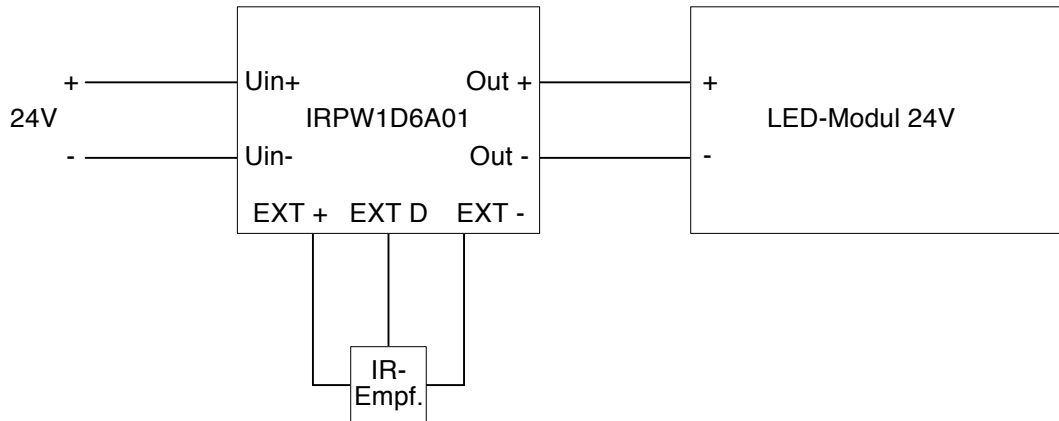 + Uin+ Out + +
24V IRPW1D6A01 LED-Modul 24V
- Uin- Out - -
EXT + EXT D EXT -
IR-
Empf.